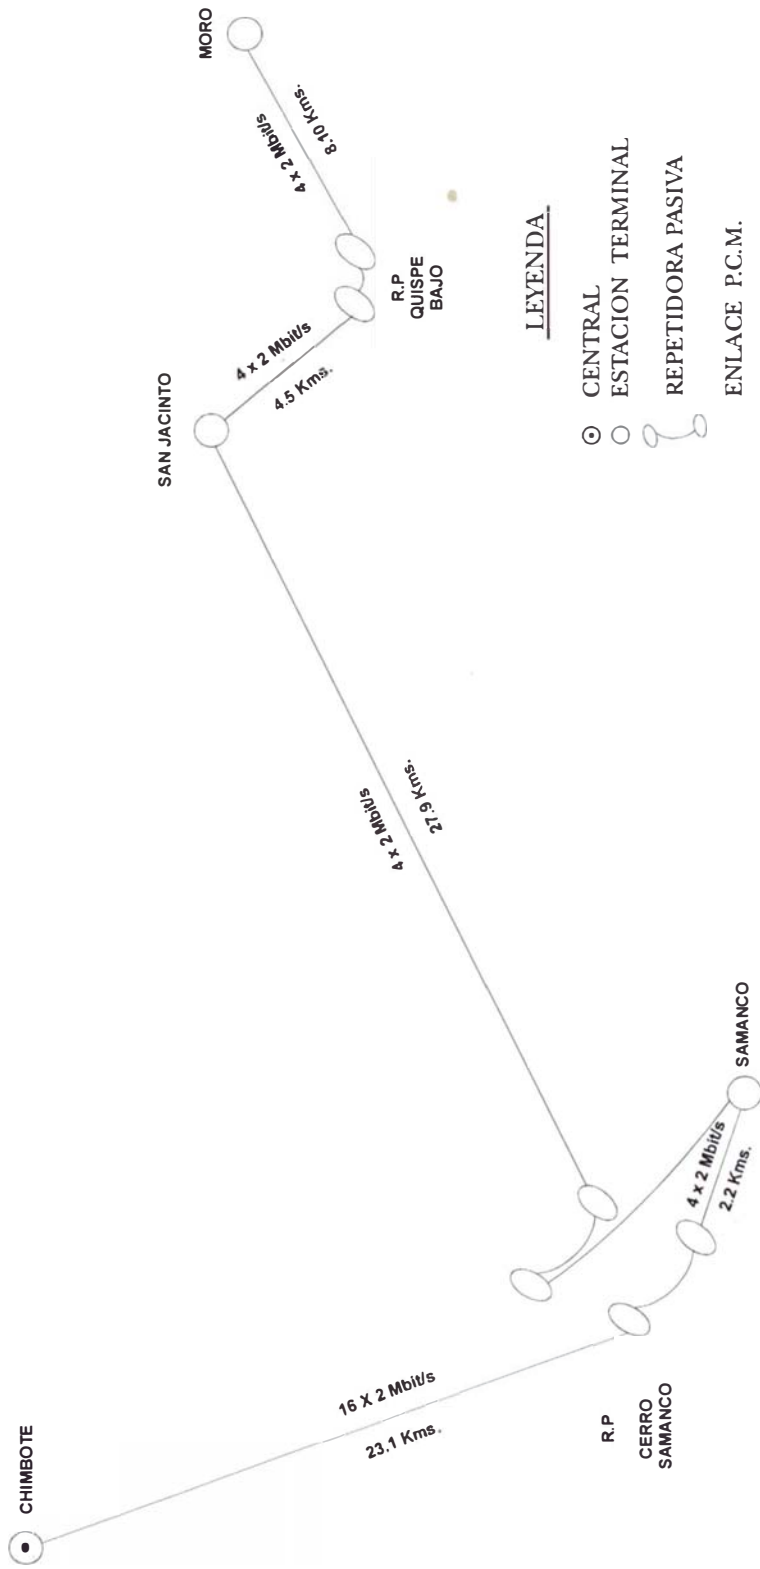 CHIMBOTE
16 X 2 Mbit/s
23.1 Kms.
R.P
CERRO
SAMANCO
4 x 2 Mbit/s
2.2 Kms.
SAMANCO
4 x 2 Mbit/s
27.9 Kms.
SAN JACINTO
4 x 2 Mbit/s
4.5 Kms.
R.P
QUISPE
BAJO
4 x 2 Mbit/s
8.10 Kms.
MORO
LEYENDA
CENTRAL
ESTACION TERMINAL
REPETIDORA PASIVA
ENLACE P.C.M.